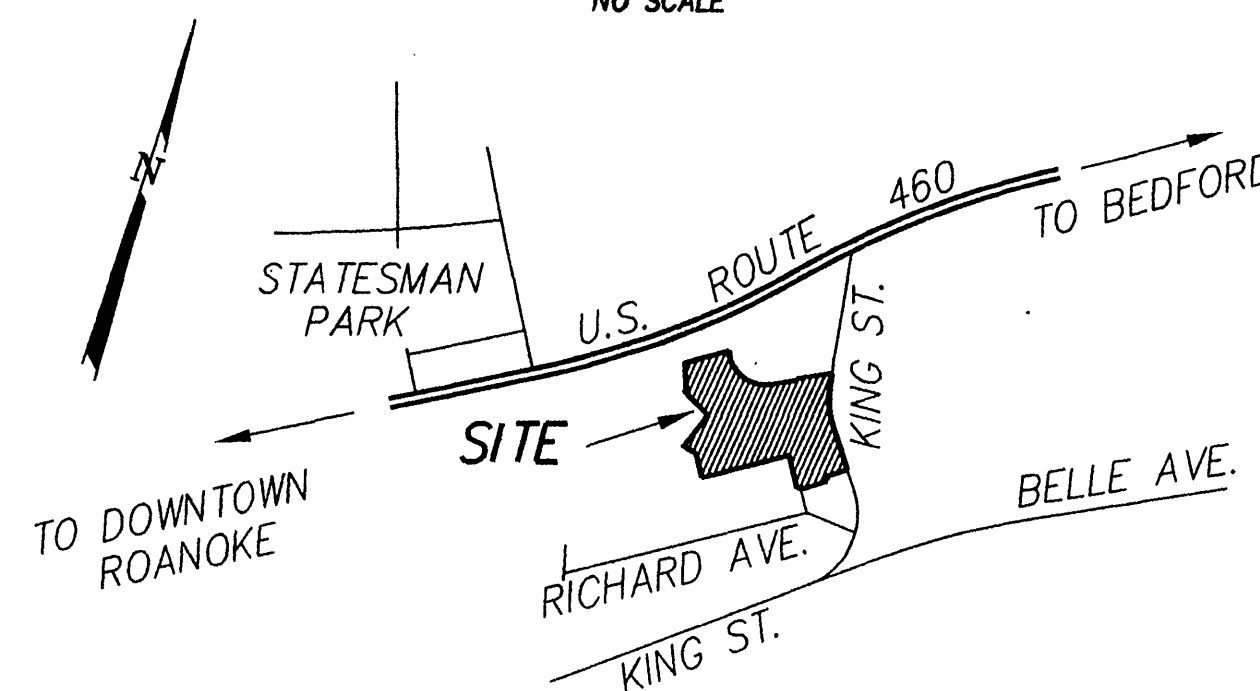 NO SCALE
N
STATESMAN
PARK
U.S. ROUTE 460
TO BEDFORD
KING ST.
SITE
TO DOWNTOWN
ROANOKE
BELLE AVE.
RICHARD AVE.
KING ST.